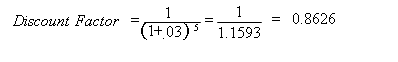 Discount Factor = 1/(1+.03) 5 = 1/1.1593 = 0.8626